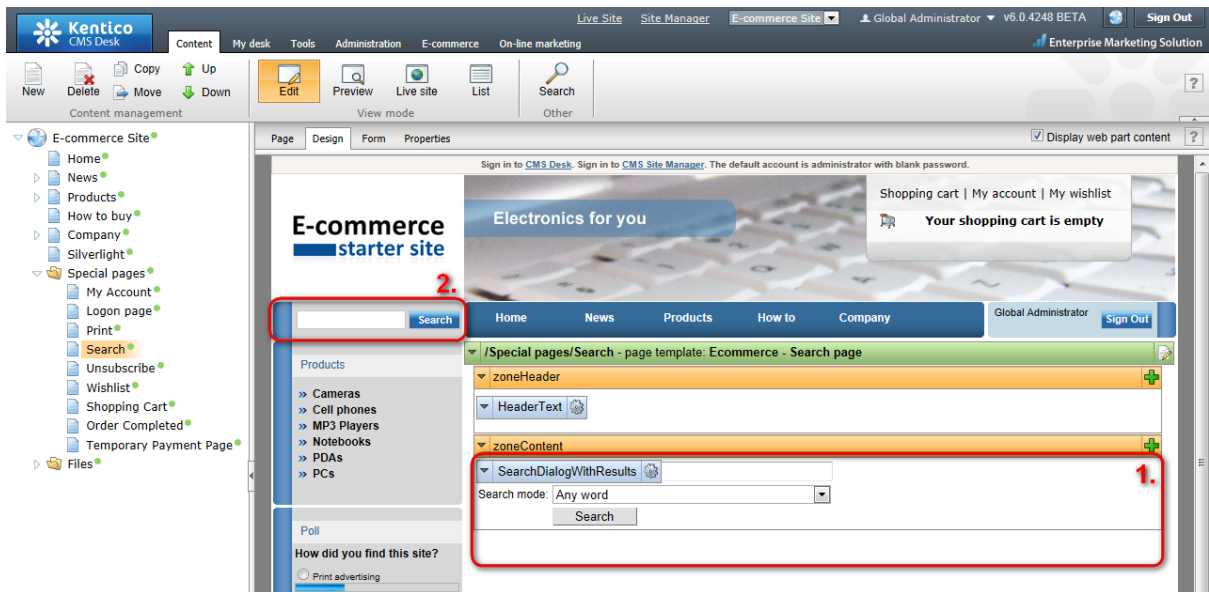 Kentico
CMS Desk
Live Site Site Manager E-commerce Site Global Administrator v6.0.4248 BETA Sign Out
Content My desk Tools Administration E-commerce On-line marketing
Enterprise Marketing Solution
New Delete Copy Move Up Down
Content management
Edit Preview Live site List
View mode
Search
Other
?
E-commerce Site
Home
News
Products
How to buy
Company
Silverlight
Special pages
My Account
Logon page
Print
Search
Unsubscribe
Wishlist
Shopping Cart
Order Completed
Temporary Payment Page
Files
Page Design Form Properties
Display web part content ?
Sign in to CMS Desk. Sign in to CMS Site Manager. The default account is administrator with blank password.
E-commerce
starter site
Electronics for you
Shopping cart | My account | My wishlist
Your shopping cart is empty
2.
Search
Home News Products How to Company
Global Administrator Sign Out
Products
» Cameras
» Cell phones
» MP3 Players
» Notebooks
» PDAs
» PCs
Poll
How did you find this site?
Print advertising
/Special pages/Search - page template: Ecommerce - Search page
zoneHeader
HeaderText
zoneContent
SearchDialogWithResults
1.
Search mode: Any word
Search